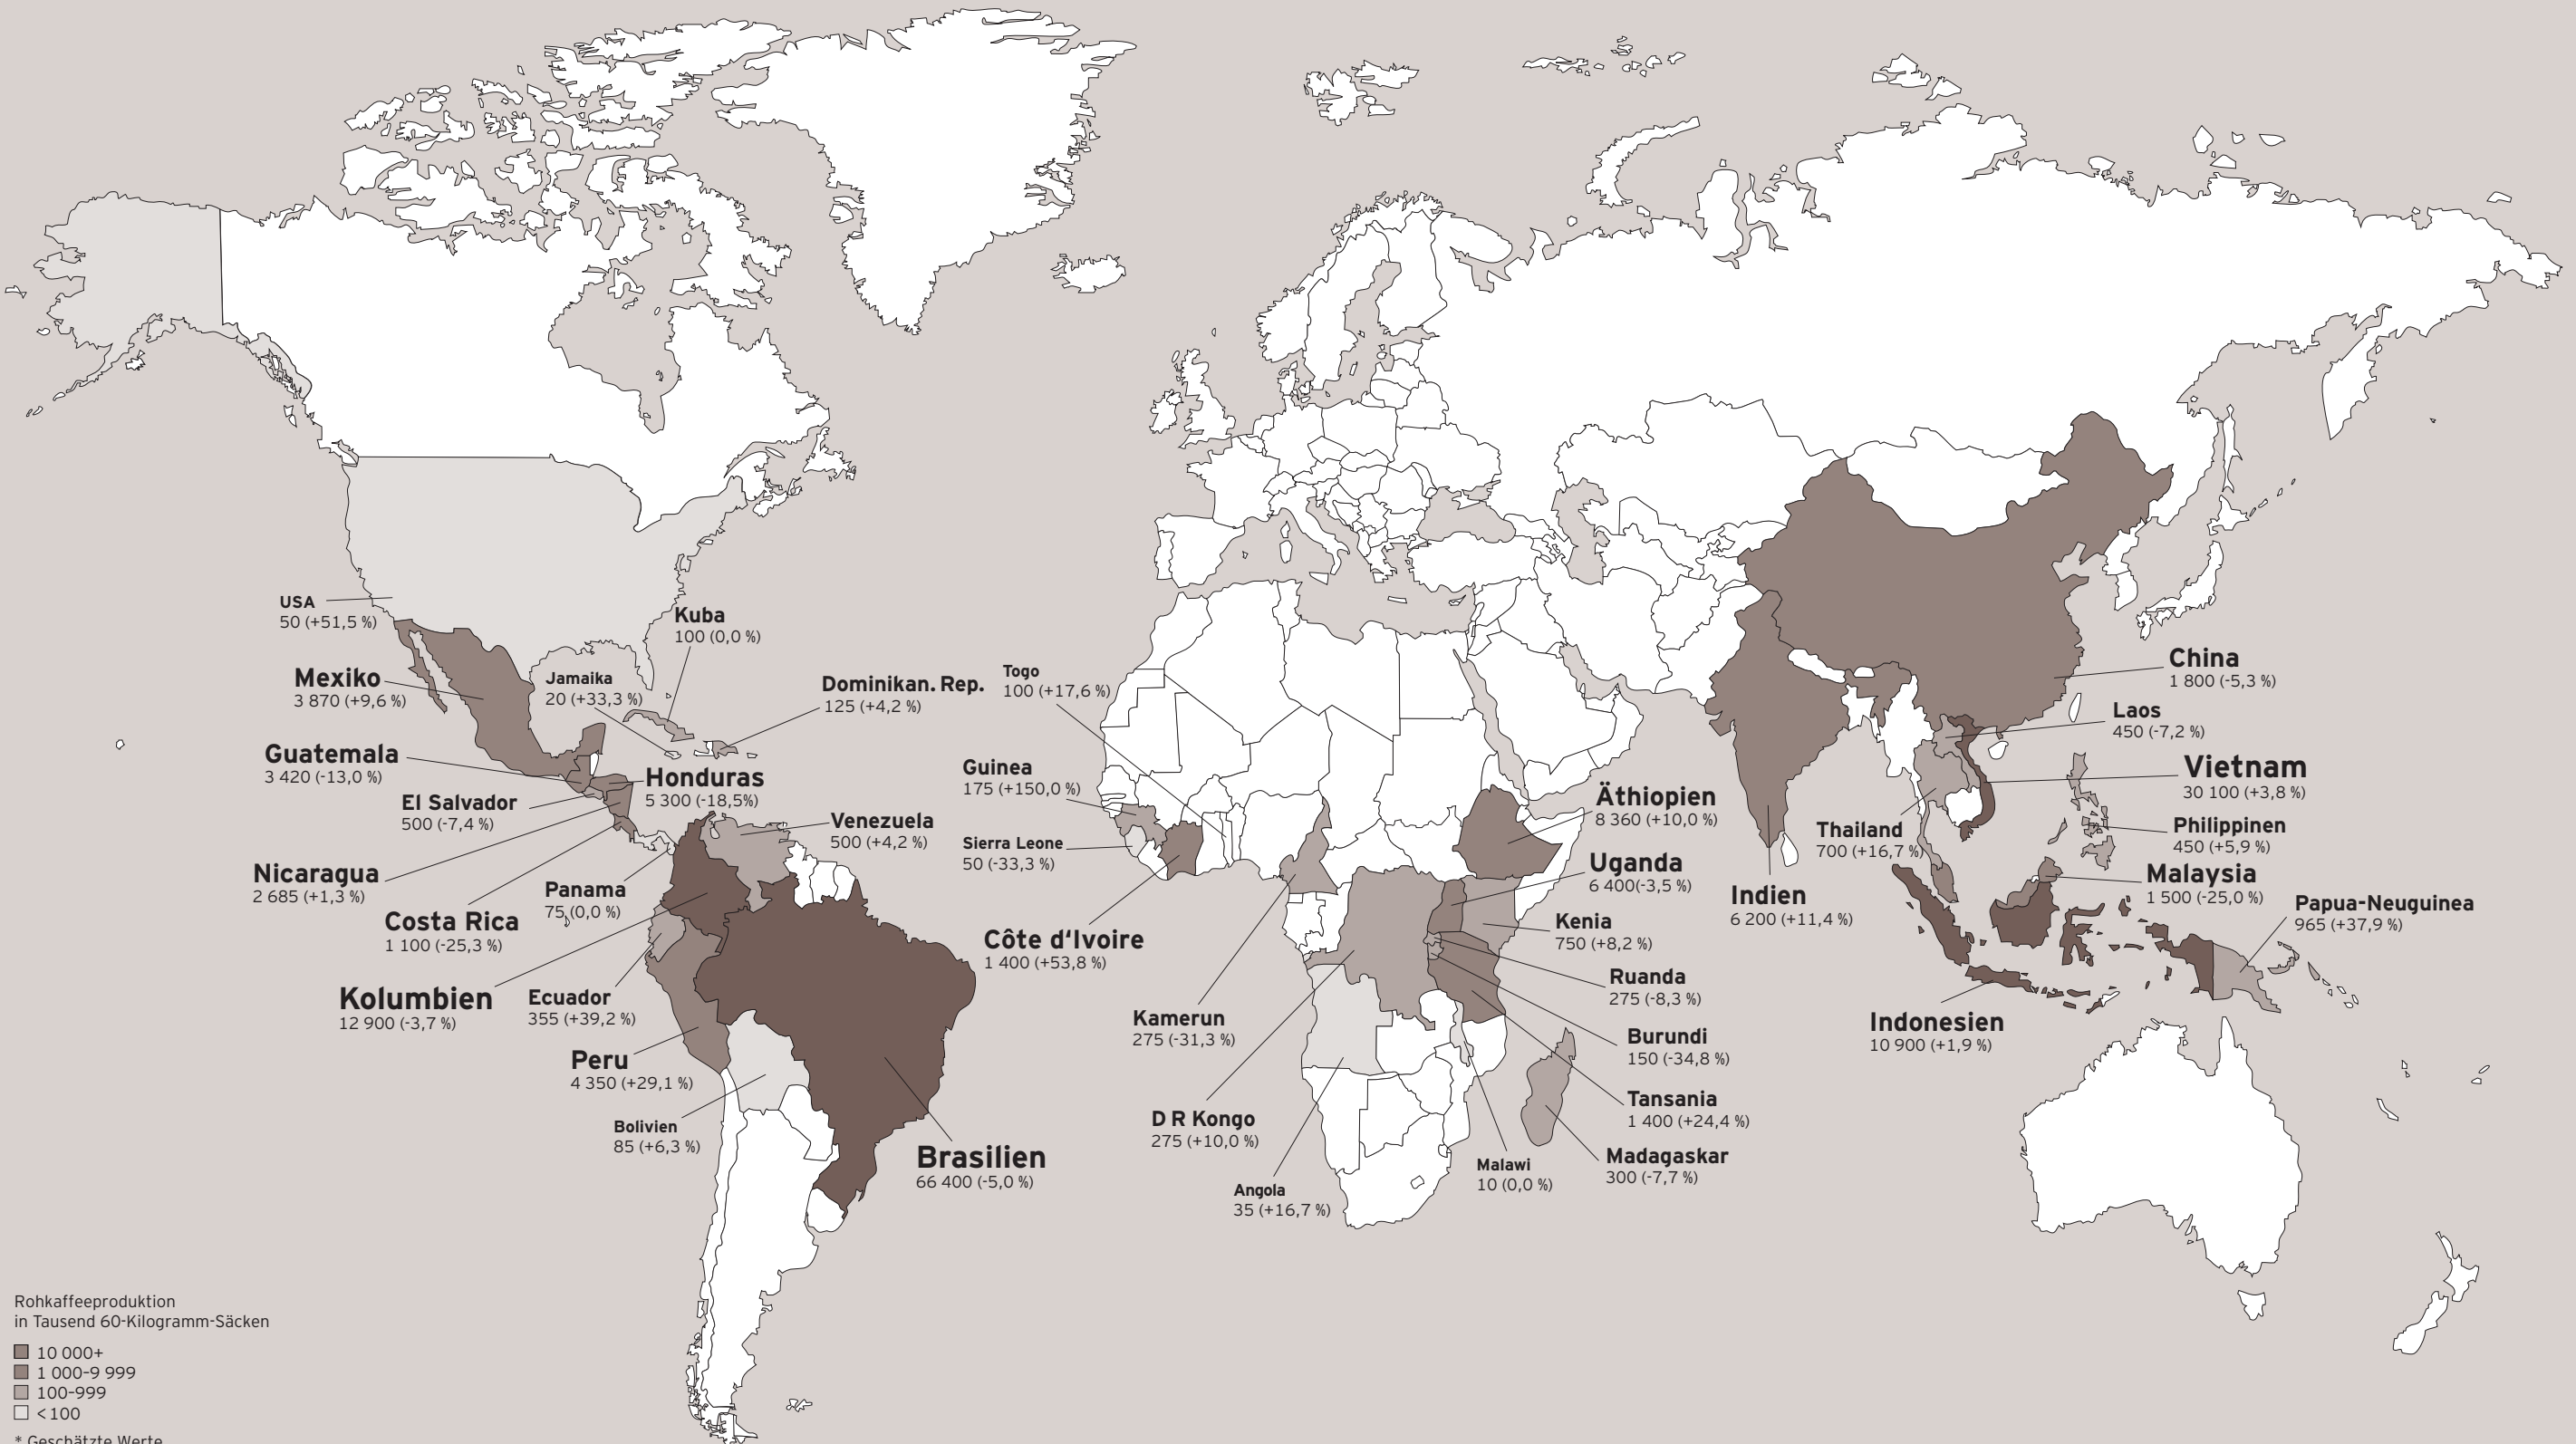 USA
50 (+51,5 %)
Kuba
100 (0,0 %)
Mexiko
3 870 (+9,6 %)
Jamaika
20 (+33,3 %)
Dominikan. Rep.
125 (+4,2 %)
Togo
100 (+17,6 %)
Guatemala
3 420 (-13,0 %)
Honduras
5 300 (-18,5%)
El Salvador
500 (-7,4 %)
Venezuela
500 (+4,2 %)
Nicaragua
2 685 (+1,3 %)
Panama
75 (0,0 %)
Costa Rica
1 100 (-25,3 %)
Kolumbien
12 900 (-3,7 %)
Ecuador
355 (+39,2 %)
Peru
4 350 (+29,1 %)
Bolivien
85 (+6,3 %)
Brasilien
66 400 (-5,0 %)
Guinea
175 (+150,0 %)
Sierra Leone
50 (-33,3 %)
Côte d‘Ivoire
1 400 (+53,8 %)
Kamerun
275 (-31,3 %)
D R Kongo
275 (+10,0 %)
Angola
35 (+16,7 %)
Malawi
10 (0,0 %)
Äthiopien
8 360 (+10,0 %)
Uganda
6 400(-3,5 %)
Kenia
750 (+8,2 %)
Ruanda
275 (-8,3 %)
Burundi
150 (-34,8 %)
Tansania
1 400 (+24,4 %)
Madagaskar
300 (-7,7 %)
China
1 800 (-5,3 %)
Laos
450 (-7,2 %)
Vietnam
30 100 (+3,8 %)
Thailand
700 (+16,7 %)
Philippinen
450 (+5,9 %)
Indien
6 200 (+11,4 %)
Malaysia
1 500 (-25,0 %)
Papua-Neuguinea
965 (+37,9 %)
Indonesien
10 900 (+1,9 %)
Rohkaffeeproduktion
in Tausend 60-Kilogramm-Säcken
10 000+
1 000-9 999
100-999
< 100
* Geschätzte Werte